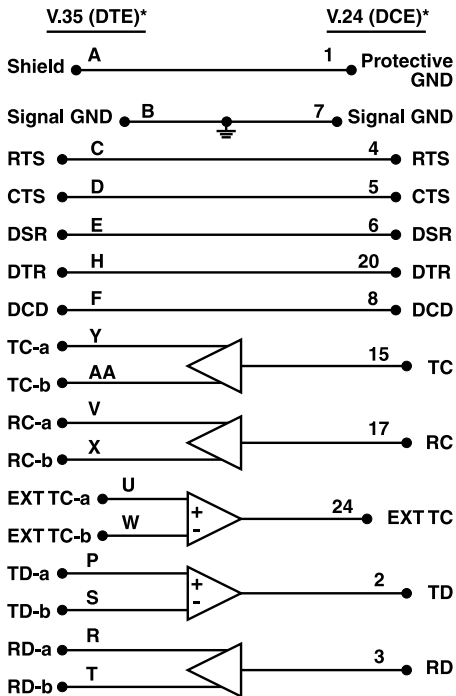 V.35 (DTE)* V.24 (DCE)*
Shield A 1 Protective
GND
Signal GND B 7 Signal GND
RTS C 4 RTS
CTS D 5 CTS
DSR E 6 DSR
DTR H 20 DTR
DCD F 8 DCD
TC-a Y
15 TC
TC-b AA
RC-a V
17 RC
RC-b X
EXT TC-a U
+
24 EXT TC
EXT TC-b W
-
TD-a P
+
2 TD
TD-b S
-
RD-a R
3 RD
RD-b T